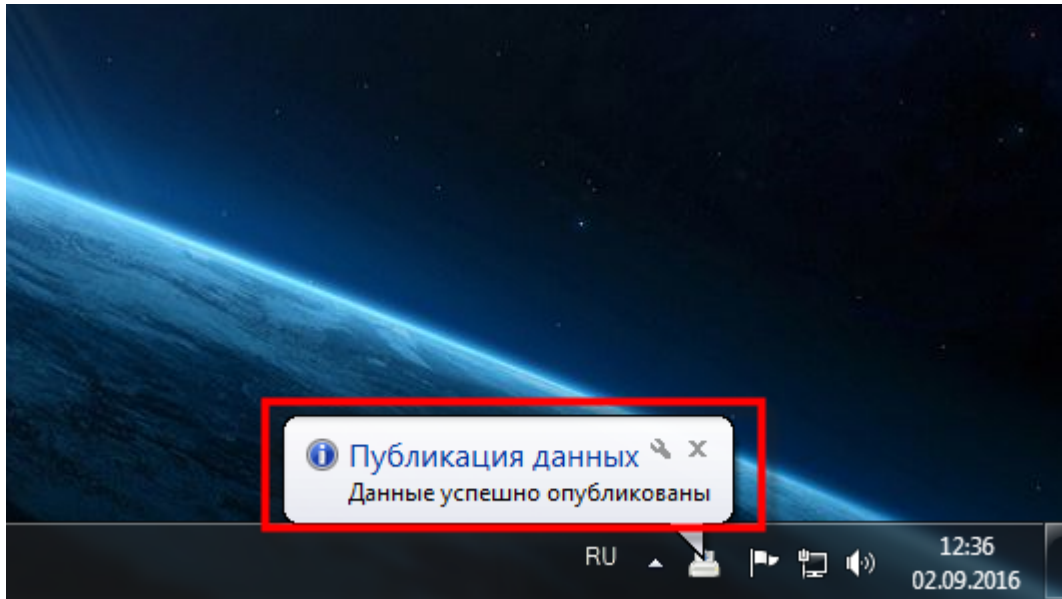 Публикация данных
Данные успешно опубликованы
RU
12:36
02.09.2016